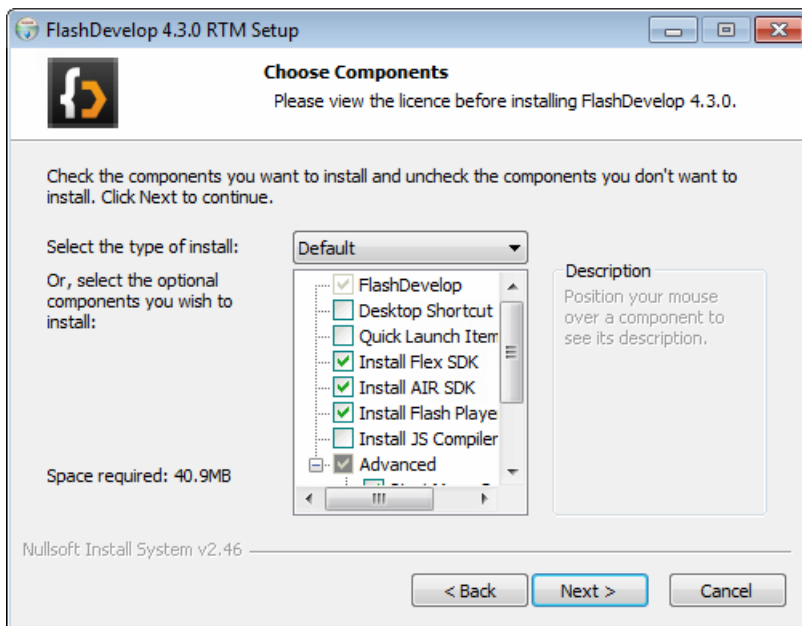 FlashDevelop 4.3.0 RTM Setup
Choose Components
Please view the licence before installing FlashDevelop 4.3.0.
Check the components you want to install and uncheck the components you don't want to
install. Click Next to continue.
Select the type of install:
Default
Or, select the optional
components you wish to
install:
FlashDevelop
Desktop Shortcut
Quick Launch Item
Install Flex SDK
Install AIR SDK
Install Flash Playe
Install JS Compiler
Advanced
Description
Position your mouse
over a component to
see its description.
Space required: 40.9MB
Nullsoft Install System v2.46
< Back
Next >
Cancel